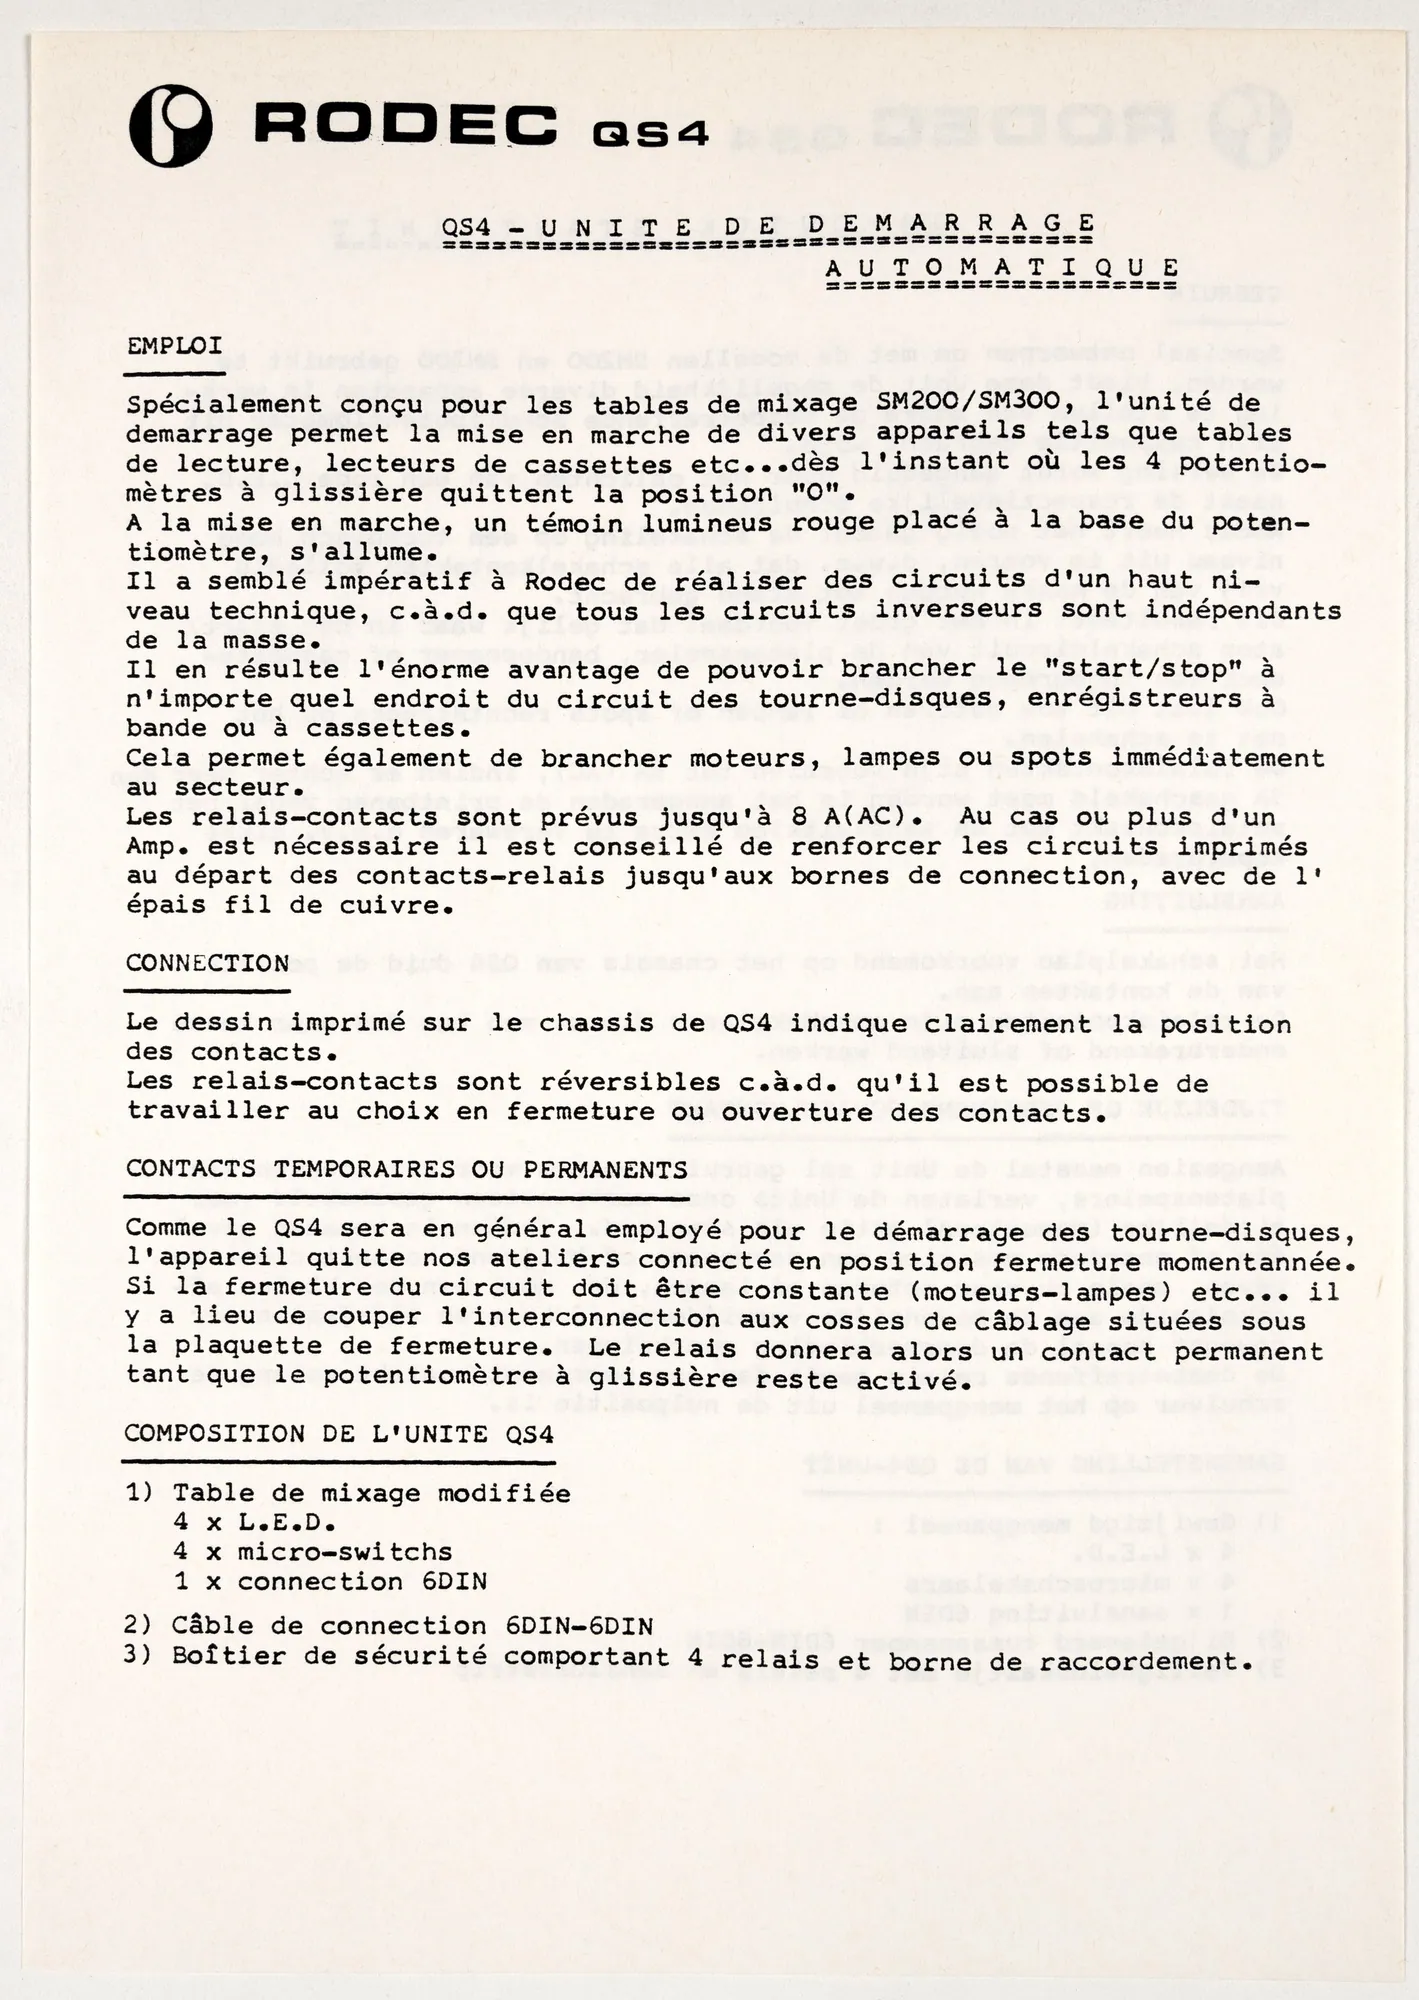 RODEC QS4
QS4 - U N I T E D E D E M A R R A G E
A U T O M A T I Q U E
EMPLOI
Spécialement conçu pour les tables de mixage SM200/SM300, l'unité de
demarrage permet la mise en marche de divers appareils tels que tables
de lecture, lecteurs de cassettes etc...dès l'instant où les 4 potentio-
mètres à glissière quittent la position "O".
A la mise en marche, un témoin lumineus rouge placé à la base du poten-
tiomètre, s'allume.
Il a semblé impératif à Rodec de réaliser des circuits d'un haut ni-
veau technique, c.à.d. que tous les circuits inverseurs sont indépendants
de la masse.
Il en résulte l'énorme avantage de pouvoir brancher le "start/stop" à
n'importe quel endroit du circuit des tourne-disques, enrégistreurs à
bande ou à cassettes.
Cela permet également de brancher moteurs, lampes ou spots immédiatement
au secteur.
Les relais-contacts sont prévus jusqu'à 8 A(AC). Au cas ou plus d'un
Amp. est nécessaire il est conseillé de renforcer les circuits imprimés
au départ des contacts-relais jusqu'aux bornes de connection, avec de l'
épais fil de cuivre.
CONNECTION
Le dessin imprimé sur le chassis de QS4 indique clairement la position
des contacts.
Les relais-contacts sont réversibles c.à.d. qu'il est possible de
travailler au choix en fermeture ou ouverture des contacts.
CONTACTS TEMPORAIRES OU PERMANENTS
Comme le QS4 sera en général employé pour le démarrage des tourne-disques,
l'appareil quitte nos ateliers connecté en position fermeture momentannée.
Si la fermeture du circuit doit être constante (moteurs-lampes) etc... il
y a lieu de couper l'interconnection aux cosses de câblage situées sous
la plaquette de fermeture. Le relais donnera alors un contact permanent
tant que le potentiomètre à glissière reste activé.
COMPOSITION DE L'UNITE QS4
1) Table de mixage modifiée
4 x L.E.D.
4 x micro-switchs
1 x connection 6DIN
2) Câble de connection 6DIN-6DIN
3) Boîtier de sécurité comportant 4 relais et borne de raccordement.